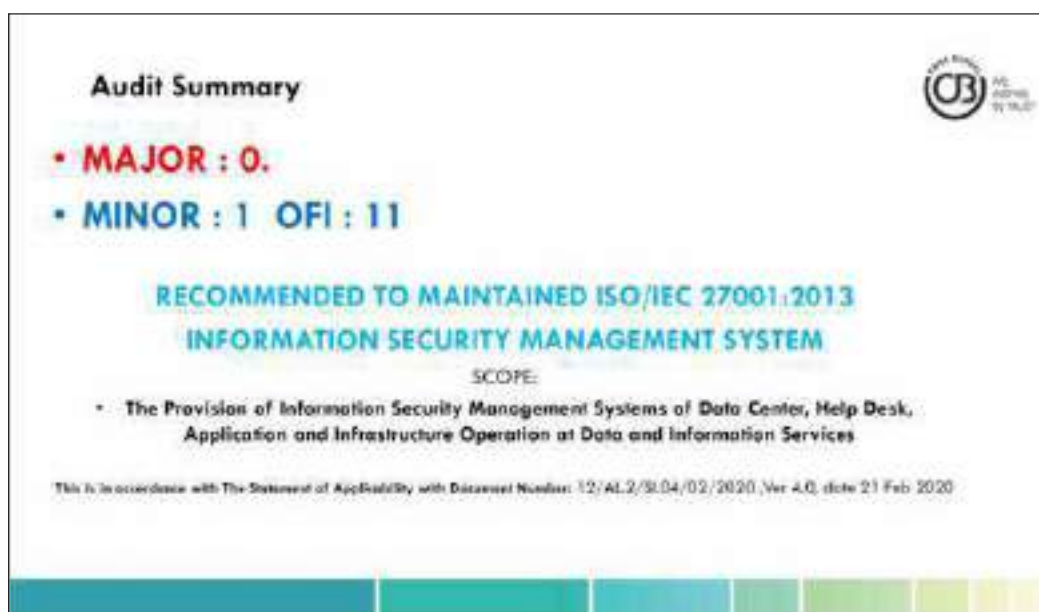 Audit Summary
• MAJOR : 0.
• MINOR : 1 OFI : 11
RECOMMENDED TO MAINTAINED ISO/IEC 27001:2013
INFORMATION SECURITY MANAGEMENT SYSTEM
SCOPE:
• The Provision of Information Security Management Systems of Data Center, Help Desk,
Application and Infrastructure Operation at Data and Information Services
This is in accordance with The Statement of Applicability with Document Number: 12/AL.2/SI.04/02/2020 ,Ver 4.0, date 21 Feb 2020